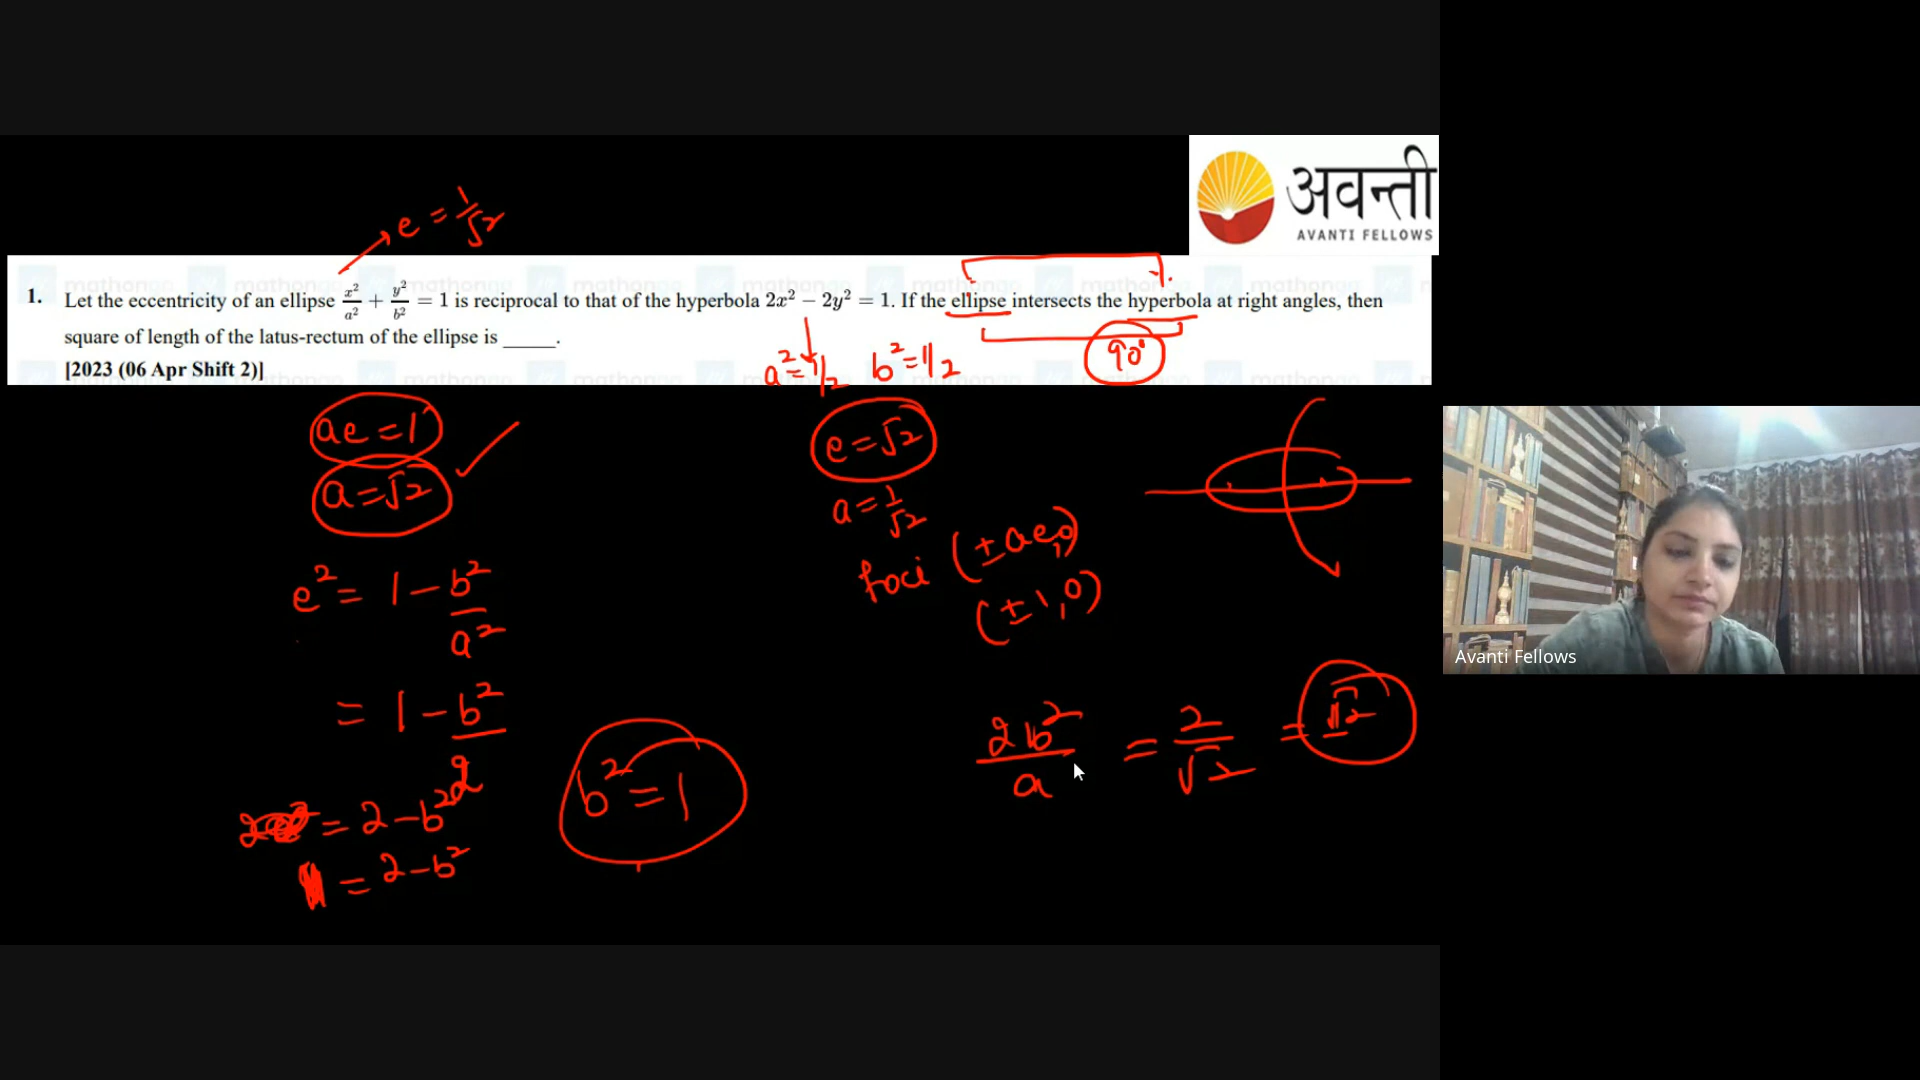 अवन्ती
AVANTI FELLOWS
e = 1/√2
1. Let the eccentricity of an ellipse x²/a² + y²/b² = 1 is reciprocal to that of the hyperbola 2x² − 2y² = 1. If the ellipse intersects the hyperbola at right angles, then
square of length of the latus-rectum of the ellipse is _____.
[2023 (06 Apr Shift 2)]
a² = 1/2 b² = 1/2
90°
ae = 1
a = √2
e² = 1 − b²/a²
= 1 − b²/2
= 2 − b²
= 2 − b²
b² = 1
e = √2
a = 1/√2
foci (±ae,0)
(±1,0)
2b²/a = 2/√2 = √2
Avanti Fellows